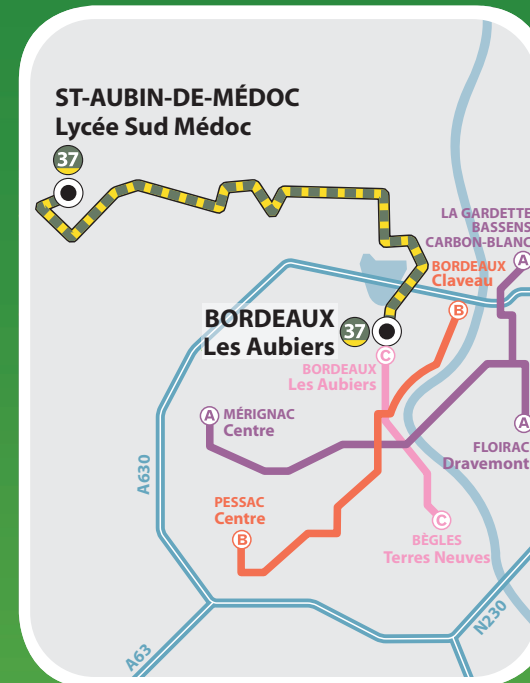 ST-AUBIN-DE-MÉDOC
Lycée Sud Médoc
37
LA GARDETTE
BASSENS
CARBON-BLANC
A
BORDEAUX
Claveau
B
BORDEAUX
Les Aubiers
37
C
BORDEAUX
Les Aubiers
A
MÉRIGNAC
Centre
A
FLOIRAC
Dravemont
A630
PESSAC
Centre
B
C
BÈGLES
Terres Neuves
N230
A63